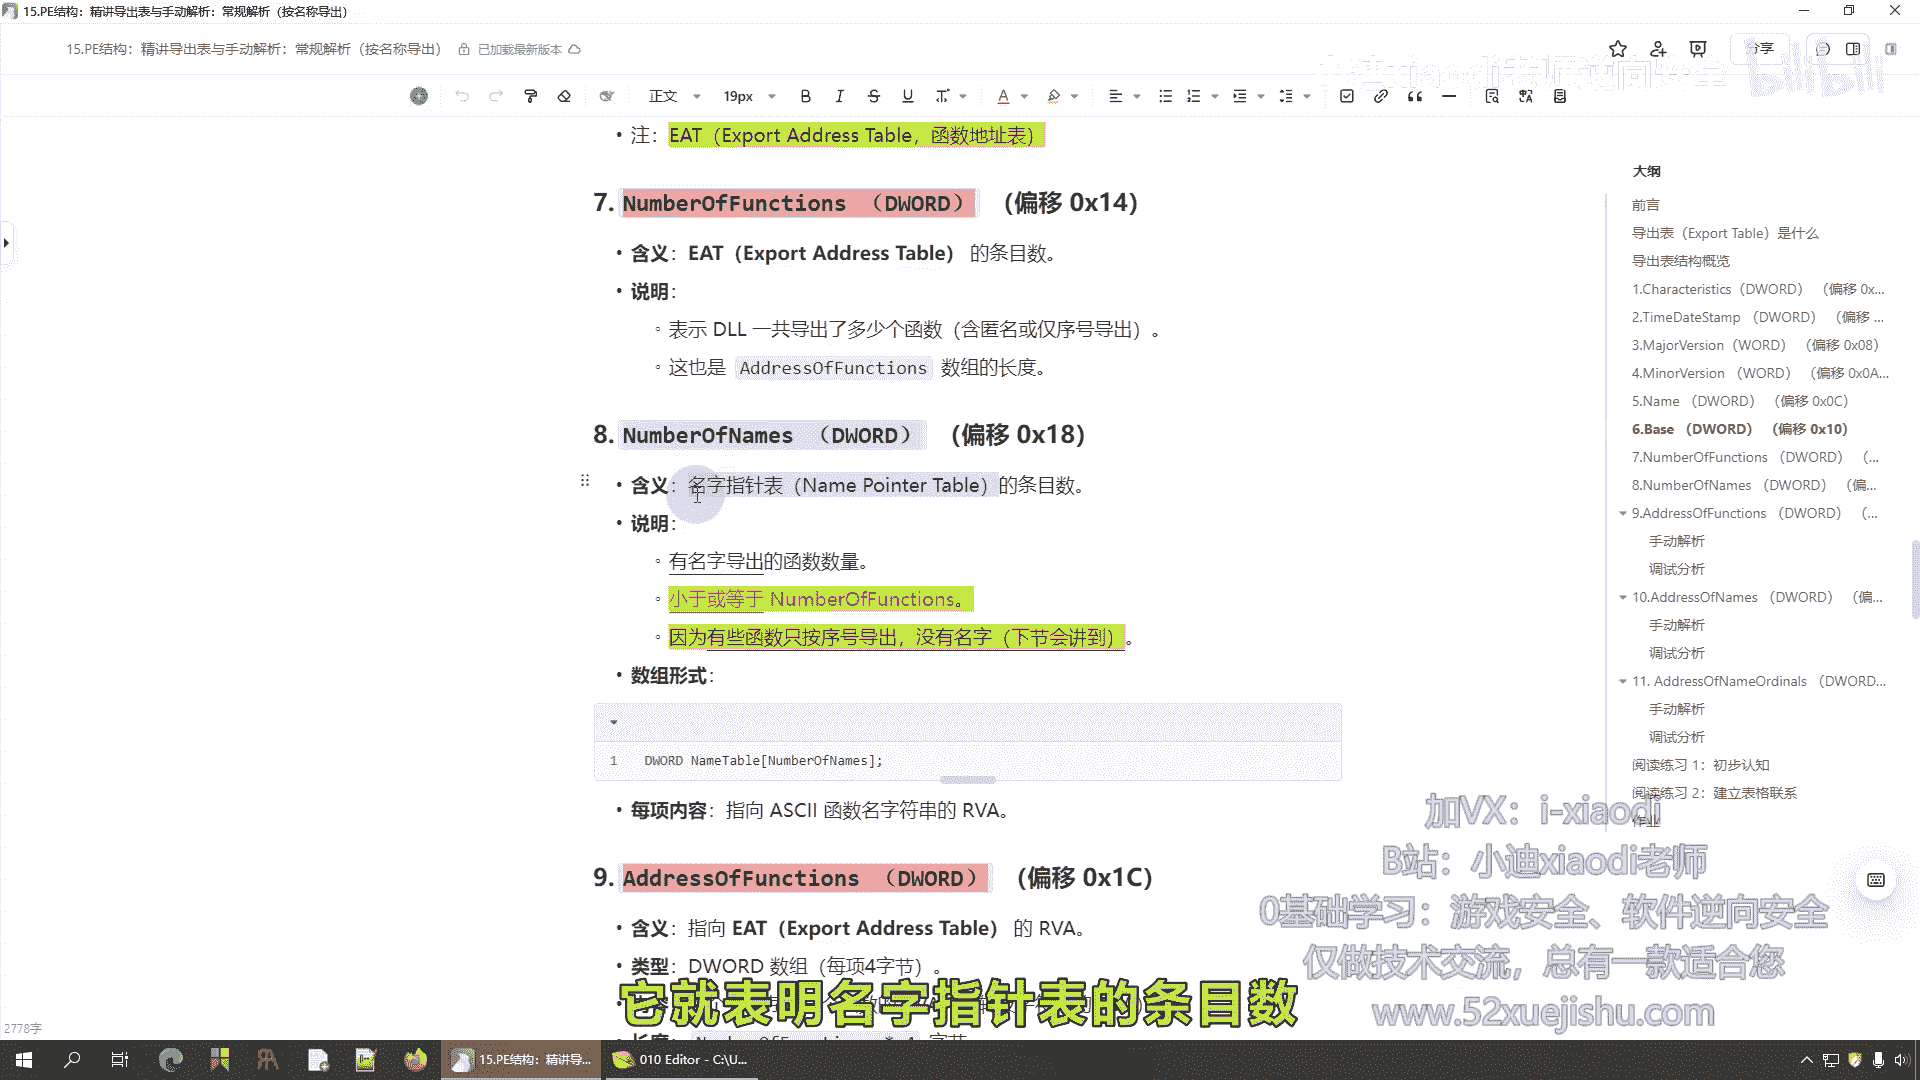 15.PE结构：精讲导出表与手动解析：常规解析（按名称导出）
15.PE结构：精讲导出表与手动解析：常规解析（按名称导出） 已加载最新版本
分享
bilibili
正文 19px
注：EAT（Export Address Table，函数地址表）
7. NumberOfFunctions （DWORD） （偏移 0x14）
含义：EAT（Export Address Table） 的条目数。
说明：
表示 DLL 一共导出了多少个函数（含匿名或仅序号导出）。
这也是 AddressOfFunctions 数组的长度。
8. NumberOfNames （DWORD） （偏移 0x18）
含义：名字指针表（Name Pointer Table）的条目数。
说明：
有名字导出的函数数量。
小于或等于 NumberOfFunctions。
因为有些函数只按序号导出，没有名字（下节会讲到）。
数组形式：
1 DWORD NameTable[NumberOfNames];
每项内容：指向 ASCII 函数名字符串的 RVA。
9. AddressOfFunctions （DWORD） （偏移 0x1C）
含义：指向 EAT（Export Address Table） 的 RVA。
类型：DWORD 数组（每项4字节）。
它就表明名字指针表的条目数
大纲
前言
导出表（Export Table）是什么
导出表结构概览
1.Characteristics（DWORD） （偏移 0x...
2.TimeDateStamp （DWORD） （偏移 ...
3.MajorVersion（WORD） （偏移 0x08）
4.MinorVersion （WORD） （偏移 0x0A...
5.Name （DWORD） （偏移 0x0C）
6.Base （DWORD） （偏移 0x10）
7.NumberOfFunctions （DWORD） （...
8.NumberOfNames （DWORD） （偏...
9.AddressOfFunctions （DWORD） （...
手动解析
调试分析
10.AddressOfNames （DWORD） （偏...
手动解析
调试分析
11. AddressOfNameOrdinals （DWORD...
手动解析
调试分析
阅读练习 1：初步认知
阅读练习 2：建立表格联系
作业
加VX：i-xiaodi
B站：小迪xiaodi老师
0基础学习：游戏安全、软件逆向安全
仅做技术交流，总有一款适合您
www.52xuejishu.com
2778字
15.PE结构：精讲导...
010 Editor - C:\U...